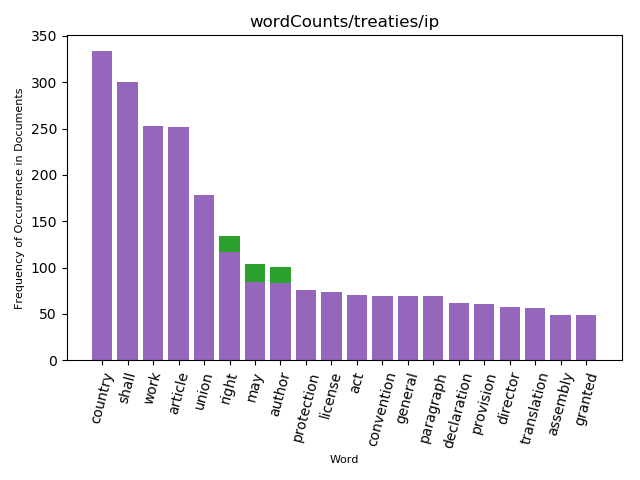 wordCounts/treaties/ip
Frequency of Occurrence in Documents
350
300
250
200
150
100
50
0
country
shall
work
article
union
right
may
author
protection
license
act
convention
general
paragraph
declaration
provision
director
translation
assembly
granted
Word